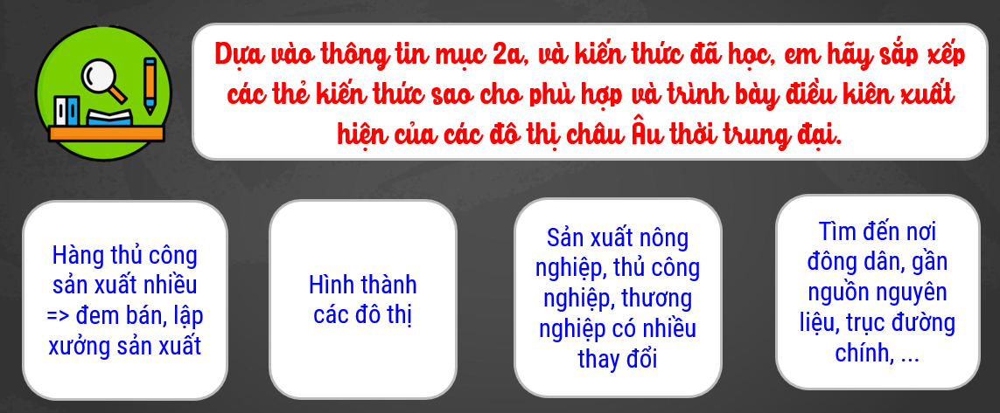 Dựa vào thông tin mục 2a, và kiến thức đã học, em hãy sắp xếp
các thẻ kiến thức sao cho phù hợp và trình bày điều kiên xuất
hiện của các đô thị châu Âu thời trung đại.
Hàng thủ công
sản xuất nhiều
=> đem bán, lập
xưởng sản xuất
Hình thành
các đô thị
Sản xuất nông
nghiệp, thủ công
nghiệp, thương
nghiệp có nhiều
thay đổi
Tìm đến nơi
đông dân, gần
nguồn nguyên
liệu, trục đường
chính, ...